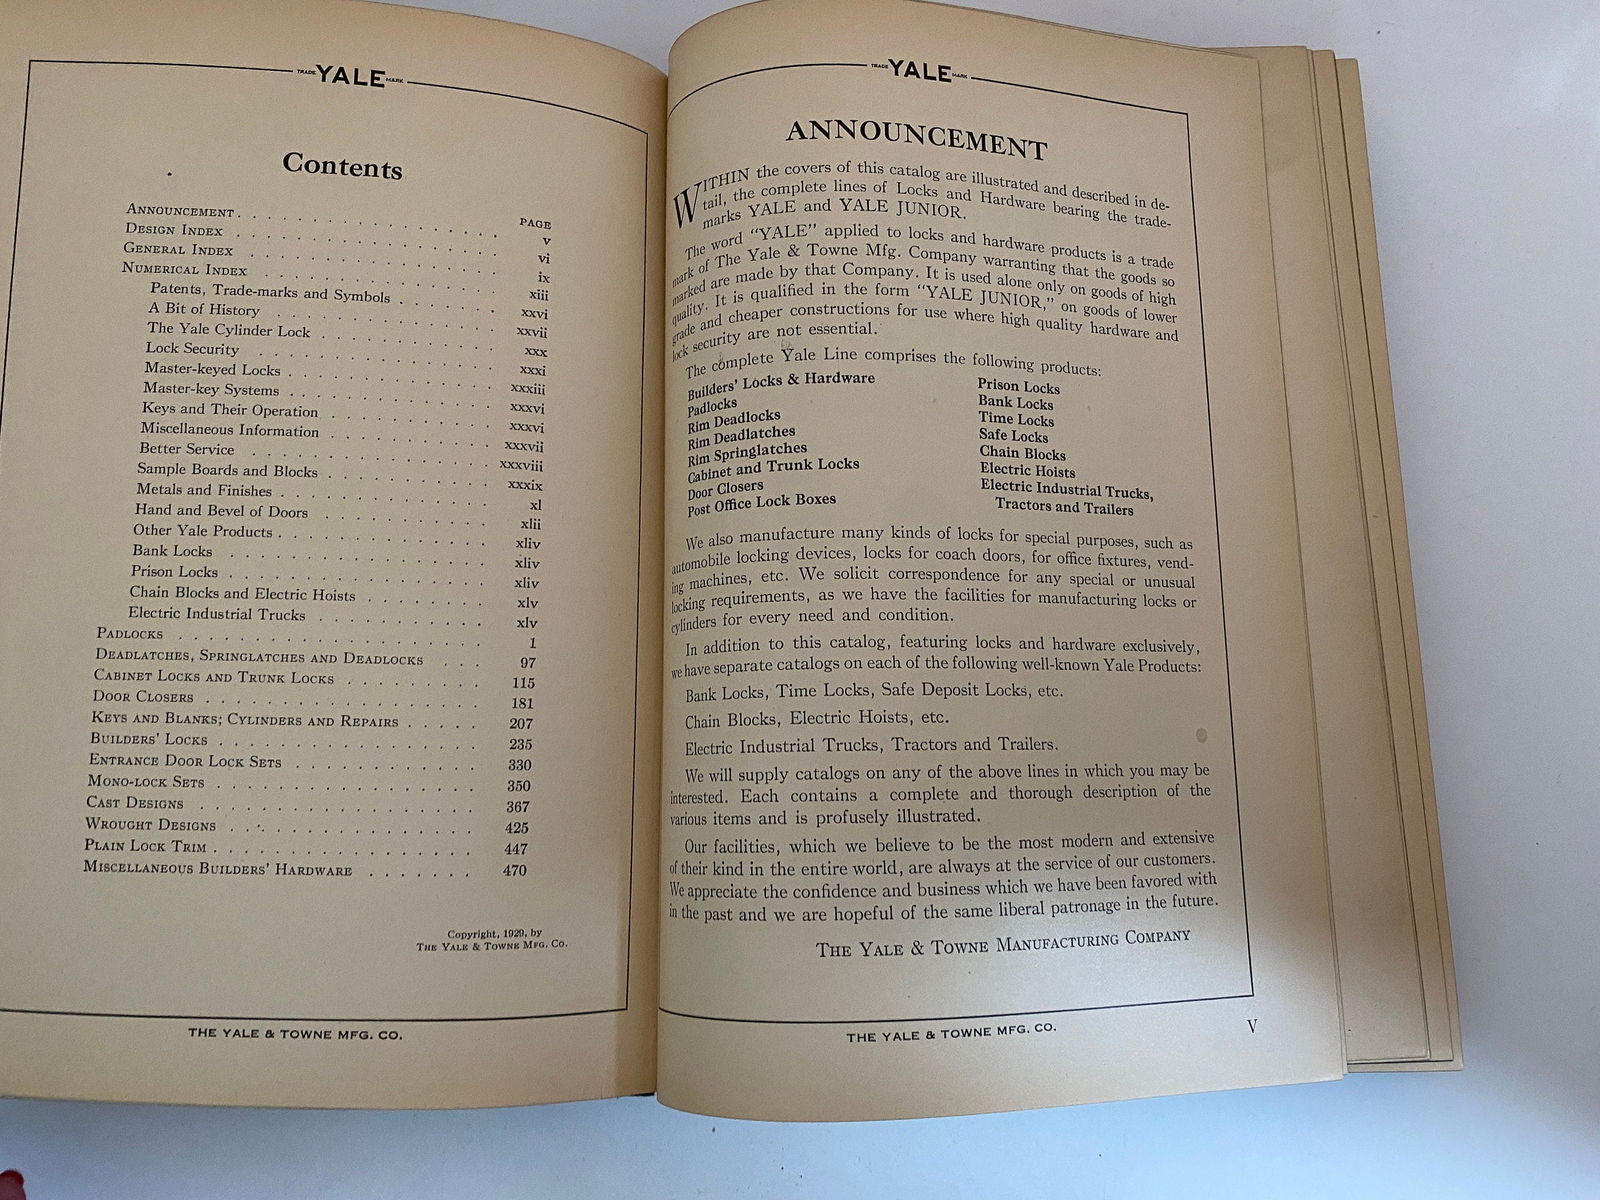 TRADE YALE MARK
Contents
PAGE
ANNOUNCEMENT . . . . . . . . . . . . . . . v
DESIGN INDEX . . . . . . . . . . . . . . . vi
GENERAL INDEX . . . . . . . . . . . . . . . ix
NUMERICAL INDEX . . . . . . . . . . . . . . xiii
Patents, Trade-marks and Symbols . . . . . . xxvi
A Bit of History . . . . . . . . . . . . . xxvii
The Yale Cylinder Lock . . . . . . . . . . xxx
Lock Security . . . . . . . . . . . . . . xxxi
Master-keyed Locks . . . . . . . . . . . . xxxiii
Master-key Systems . . . . . . . . . . . . xxxvi
Keys and Their Operation . . . . . . . . . xxxvi
Miscellaneous Information . . . . . . . . . xxxvii
Better Service . . . . . . . . . . . . . . xxxviii
Sample Boards and Blocks . . . . . . . . . xxxix
Metals and Finishes . . . . . . . . . . . . xl
Hand and Bevel of Doors . . . . . . . . . . xlii
Other Yale Products . . . . . . . . . . . . xliv
Bank Locks . . . . . . . . . . . . . . . . xliv
Prison Locks . . . . . . . . . . . . . . . xliv
Chain Blocks and Electric Hoists . . . . . . xlv
Electric Industrial Trucks . . . . . . . . . xlv
PADLOCKS . . . . . . . . . . . . . . . . . 1
DEADLATCHES, SPRINGLATCHES AND DEADLOCKS . . . 97
CABINET LOCKS AND TRUNK LOCKS . . . . . . . . 115
DOOR CLOSERS . . . . . . . . . . . . . . . 181
KEYS AND BLANKS; CYLINDERS AND REPAIRS . . . . . 207
BUILDERS' LOCKS . . . . . . . . . . . . . . 235
ENTRANCE DOOR LOCK SETS . . . . . . . . . . 330
MONO-LOCK SETS . . . . . . . . . . . . . . 350
CAST DESIGNS . . . . . . . . . . . . . . . 367
WROUGHT DESIGNS . . . . . . . . . . . . . . 425
PLAIN LOCK TRIM . . . . . . . . . . . . . . 447
MISCELLANEOUS BUILDERS' HARDWARE . . . . . . . 470
Copyright, 1929, by
THE YALE & TOWNE MFG. CO.
THE YALE & TOWNE MFG. CO.
TRADE YALE MARK
ANNOUNCEMENT
WITHIN the covers of this catalog are illustrated and described in de-
tail, the complete lines of Locks and Hardware bearing the trade-
marks YALE and YALE JUNIOR.
The word "YALE" applied to locks and hardware products is a trade
mark of The Yale & Towne Mfg. Company warranting that the goods so
marked are made by that Company. It is used alone only on goods of high
quality. It is qualified in the form "YALE JUNIOR," on goods of lower
grade and cheaper constructions for use where high quality hardware and
lock security are not essential.
The complete Yale Line comprises the following products:
Builders' Locks & Hardware
Padlocks
Rim Deadlocks
Rim Deadlatches
Rim Springlatches
Cabinet and Trunk Locks
Door Closers
Post Office Lock Boxes
Prison Locks
Bank Locks
Time Locks
Safe Locks
Chain Blocks
Electric Hoists
Electric Industrial Trucks,
Tractors and Trailers
We also manufacture many kinds of locks for special purposes, such as
automobile locking devices, locks for coach doors, for office fixtures, vend-
ing machines, etc. We solicit correspondence for any special or unusual
locking requirements, as we have the facilities for manufacturing locks or
cylinders for every need and condition.
In addition to this catalog, featuring locks and hardware exclusively,
we have separate catalogs on each of the following well-known Yale Products:
Bank Locks, Time Locks, Safe Deposit Locks, etc.
Chain Blocks, Electric Hoists, etc.
Electric Industrial Trucks, Tractors and Trailers.
We will supply catalogs on any of the above lines in which you may be
interested. Each contains a complete and thorough description of the
various items and is profusely illustrated.
Our facilities, which we believe to be the most modern and extensive
of their kind in the entire world, are always at the service of our customers.
We appreciate the confidence and business which we have been favored with
in the past and we are hopeful of the same liberal patronage in the future.
THE YALE & TOWNE MANUFACTURING COMPANY
THE YALE & TOWNE MFG. CO.
V